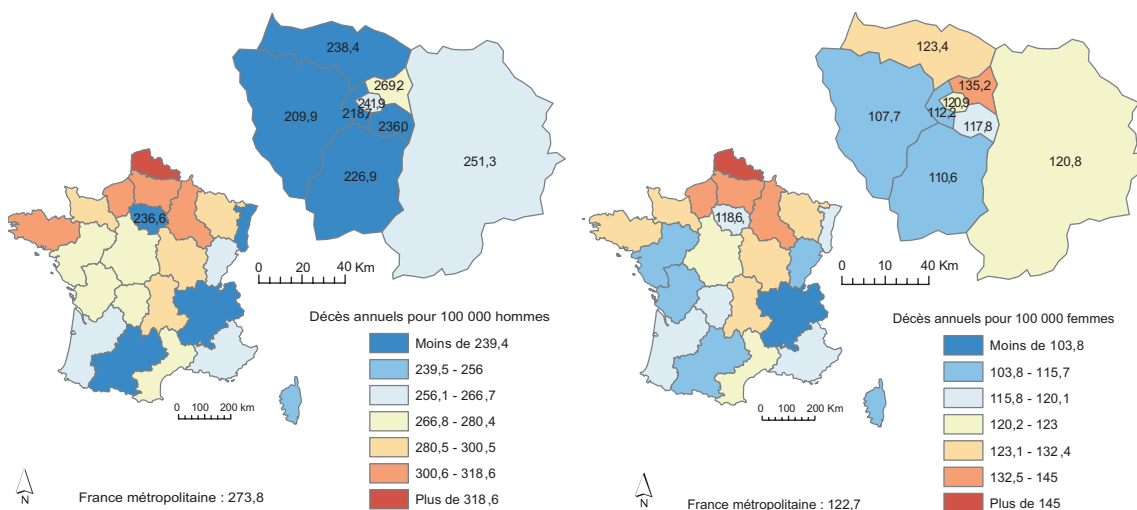 238,4
2692
241,9
218,7
2360
209,9
251,3
226,9
236,6
0 20 40 Km
Décès annuels pour 100 000 hommes
Moins de 239,4
239,5 - 256
256,1 - 266,7
266,8 - 280,4
280,5 - 300,5
300,6 - 318,6
Plus de 318,6
0 100 200 km
N
France métropolitaine : 273,8
123,4
135,2
120,9
112,2
117,8
107,7
120,8
110,6
118,6
0 10 20 40 Km
Décès annuels pour 100 000 femmes
Moins de 103,8
103,8 - 115,7
115,8 - 120,1
120,2 - 123
123,1 - 132,4
132,5 - 145
Plus de 145
0 100 200 km
N
France métropolitaine : 122,7